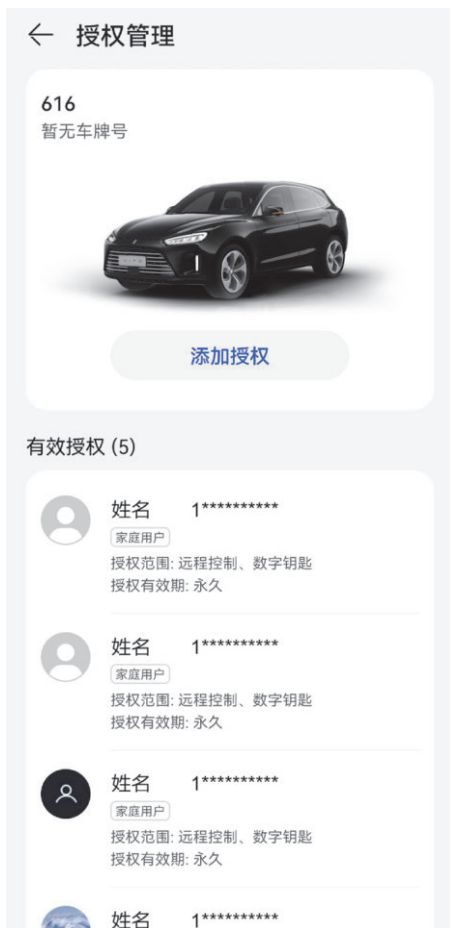 授权管理
616
暂无车牌号
添加授权
有效授权 (5)
姓名 1**********
家庭用户
授权范围: 远程控制、数字钥匙
授权有效期: 永久
姓名 1**********
家庭用户
授权范围: 远程控制、数字钥匙
授权有效期: 永久
姓名 1**********
家庭用户
授权范围: 远程控制、数字钥匙
授权有效期: 永久
姓名 1**********